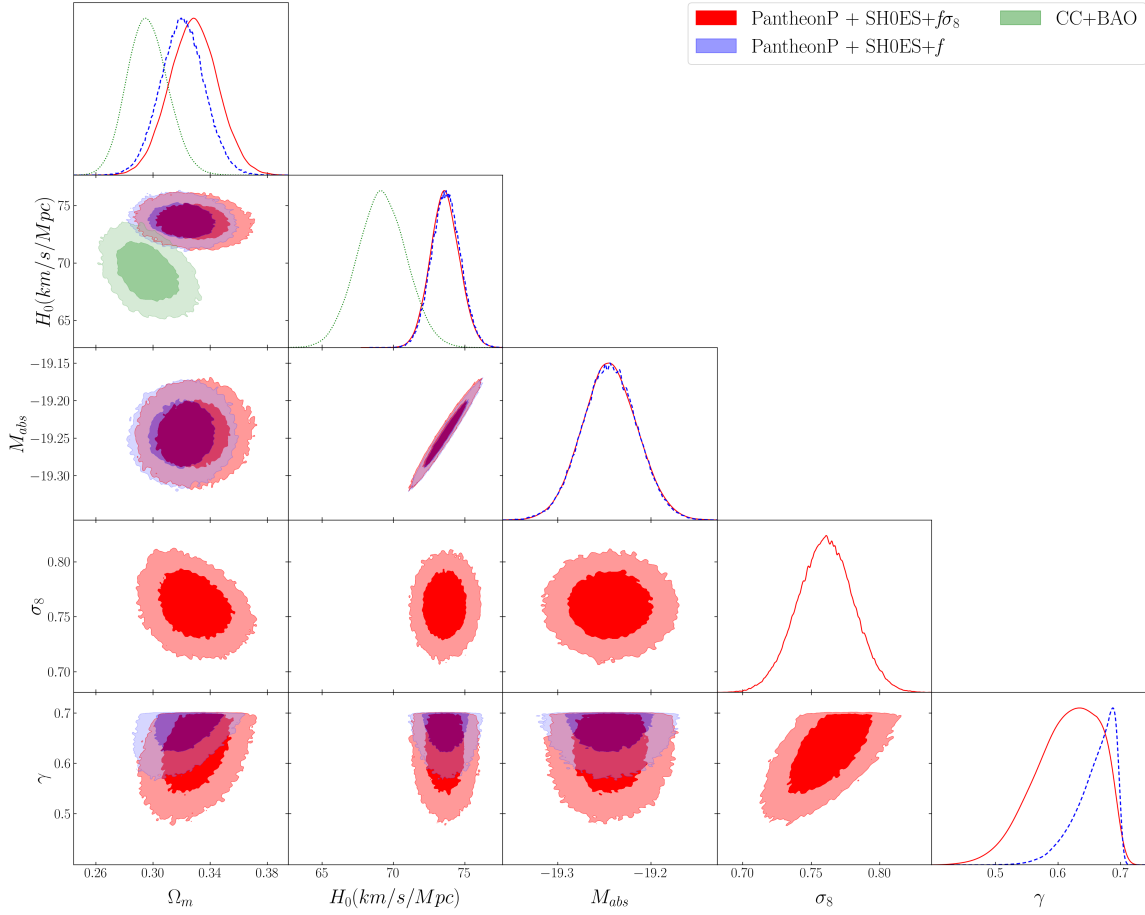 PantheonP + SH0ES+fσ₈ CC+BAO
PantheonP + SH0ES+f
H₀(km/s/Mpc)
75
70
65
M_abs
−19.15
−19.20
−19.25
−19.30
σ₈
0.80
0.75
0.70
γ
0.7
0.6
0.5
0.26 0.30 0.34 0.38 65 70 75 −19.3 −19.2 0.70 0.75 0.80 0.5 0.6 0.7
Ω_m H₀(km/s/Mpc) M_abs σ₈ γ